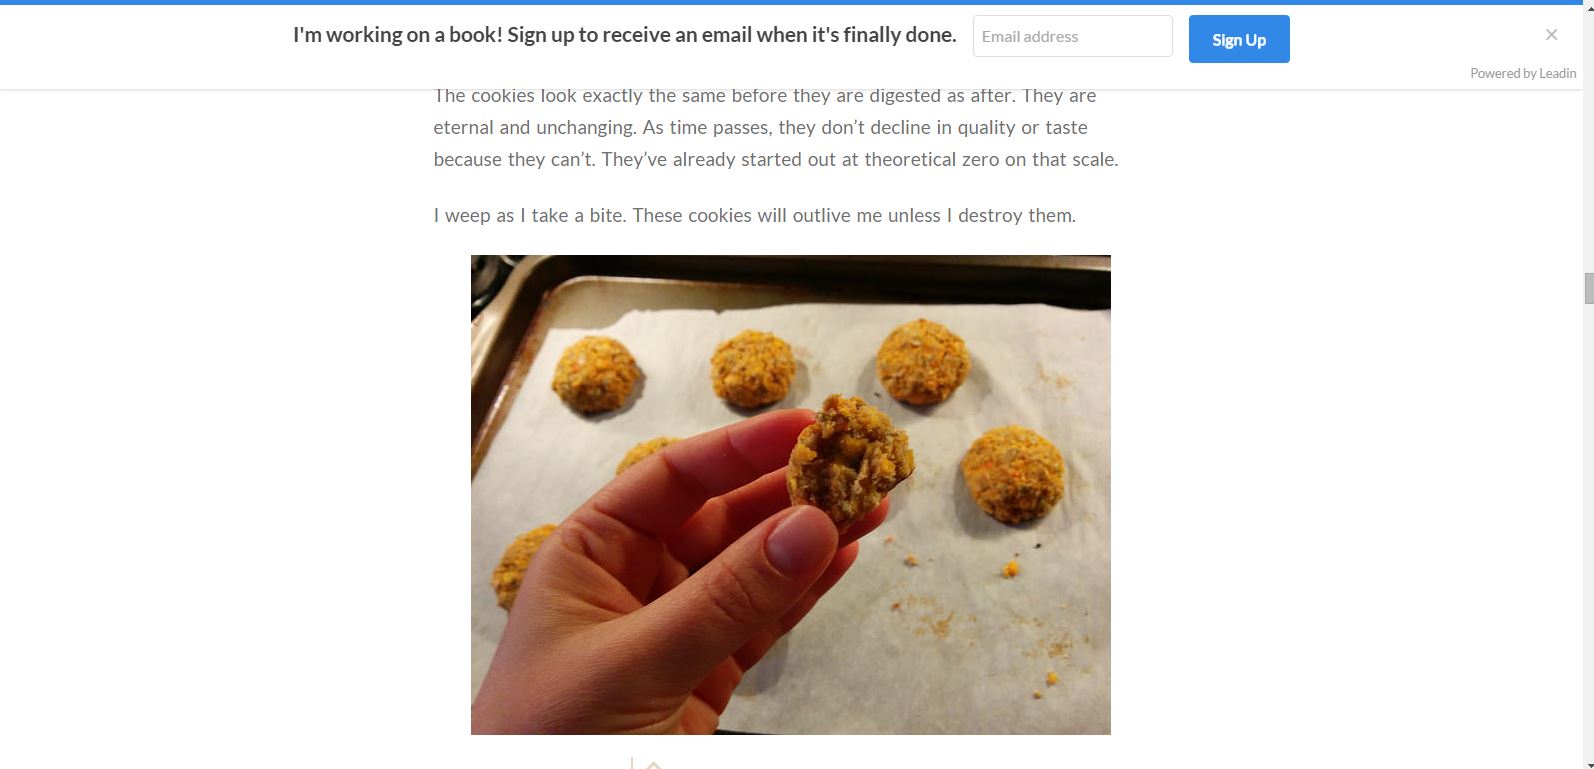 I'm working on a book! Sign up to receive an email when it's finally done.
Email address
Sign Up
×
Powered by Leadin
The cookies look exactly the same before they are digested as after. They are
eternal and unchanging. As time passes, they don’t decline in quality or taste
because they can’t. They’ve already started out at theoretical zero on that scale.
I weep as I take a bite. These cookies will outlive me unless I destroy them.